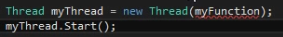 Thread myThread = new Thread(myFunction);
myThread.Start();